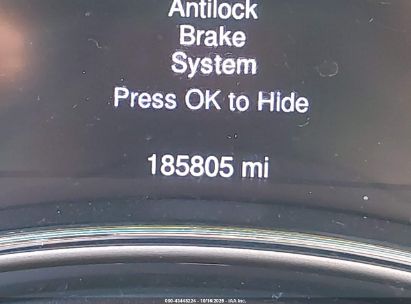 Antilock
Brake
System
Press OK to Hide
185805 mi